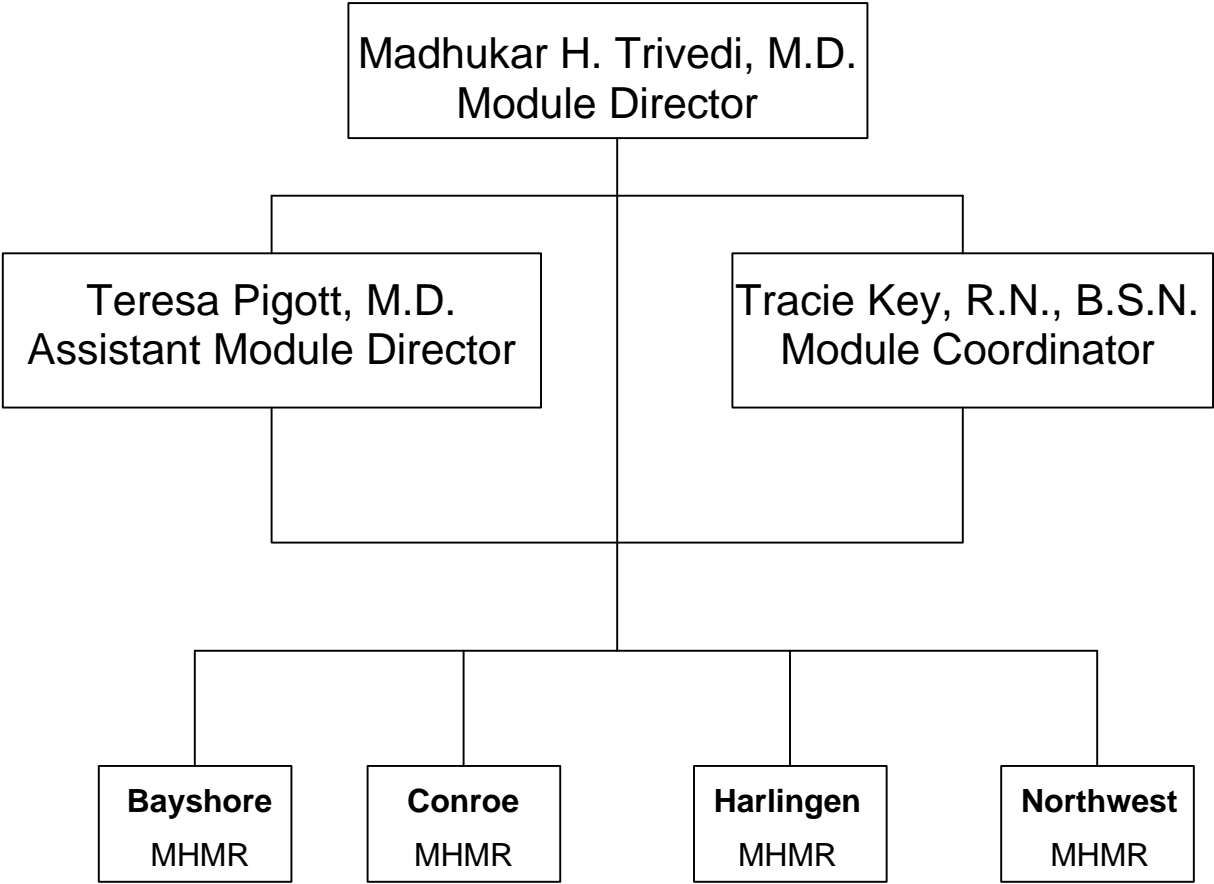 Madhukar H. Trivedi, M.D.
Module Director
Teresa Pigott, M.D.
Assistant Module Director
Tracie Key, R.N., B.S.N.
Module Coordinator
Bayshore
MHMR
Conroe
MHMR
Harlingen
MHMR
Northwest
MHMR